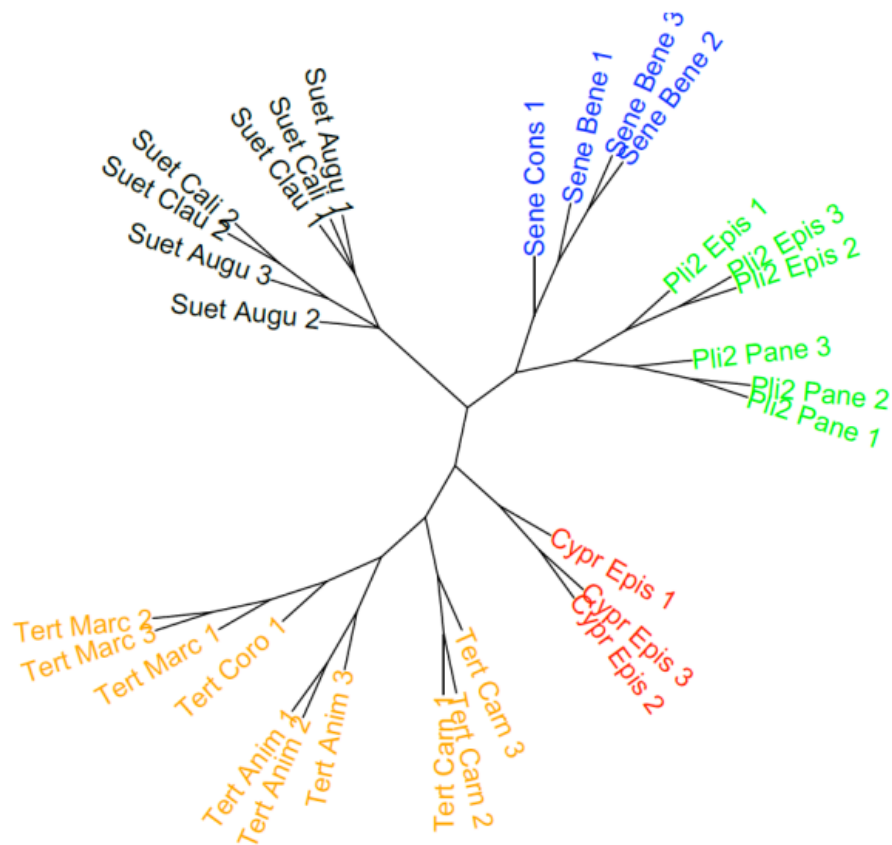 Suet Augu 1
Suet Cali 1
Suet Clau 1
Suet Cali 2
Suet Clau 2
Suet Augu 3
Suet Augu 2
Sene Cons 1
Sene Bene 1
Sene Bene 3
Sene Bene 2
Pli2 Epis 1
Pli2 Epis 3
Pli2 Epis 2
Pli2 Pane 3
Pli2 Pane 2
Pli2 Pane 1
Cypr Epis 1
Cypr Epis 3
Cypr Epis 2
Tert Carn 3
Tert Carn 2
Tert Carn 1
Tert Anim 3
Tert Anim 2
Tert Anim 1
Tert Coro 1
Tert Marc 1
Tert Marc 3
Tert Marc 2